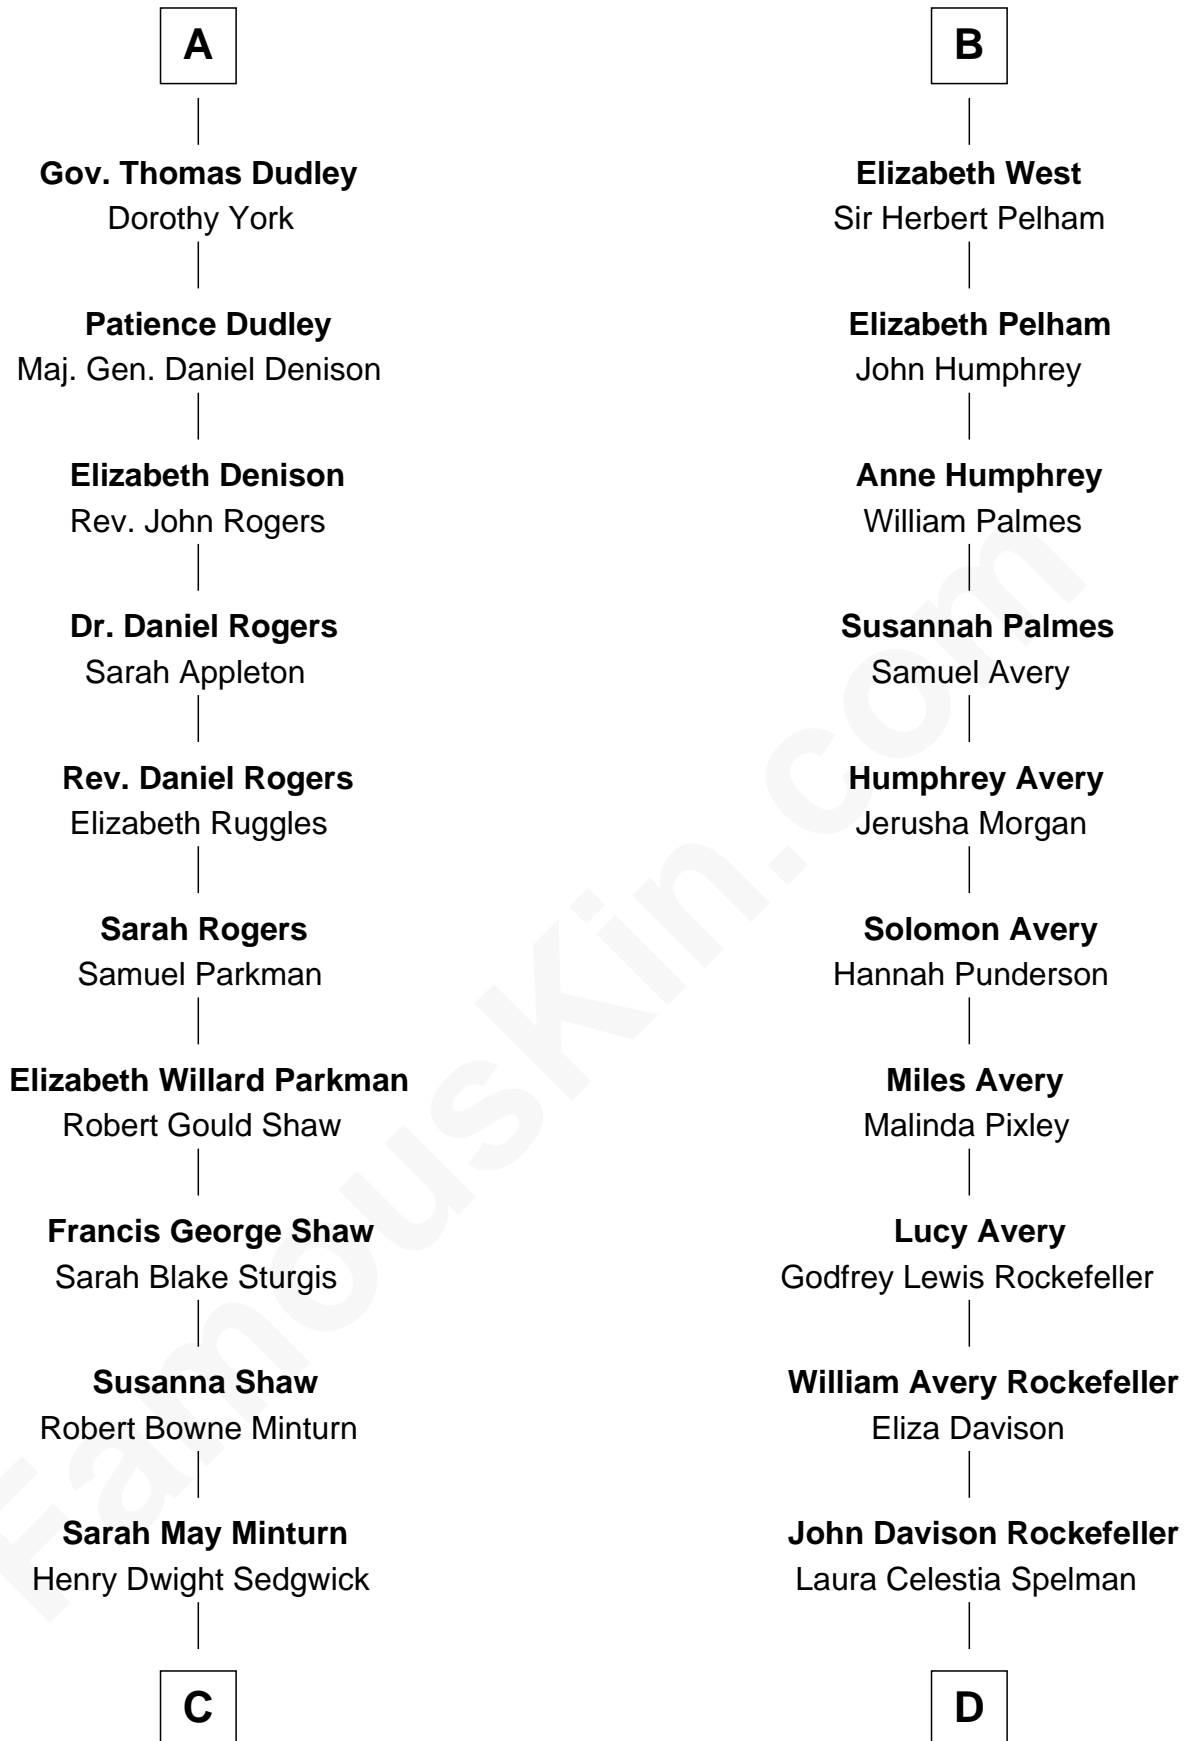 A
Gov. Thomas Dudley
Dorothy York
Patience Dudley
Maj. Gen. Daniel Denison
Elizabeth Denison
Rev. John Rogers
Dr. Daniel Rogers
Sarah Appleton
Rev. Daniel Rogers
Elizabeth Ruggles
Sarah Rogers
Samuel Parkman
Elizabeth Willard Parkman
Robert Gould Shaw
Francis George Shaw
Sarah Blake Sturgis
Susanna Shaw
Robert Bowne Minturn
Sarah May Minturn
Henry Dwight Sedgwick
C
B
Elizabeth West
Sir Herbert Pelham
Elizabeth Pelham
John Humphrey
Anne Humphrey
William Palmes
Susannah Palmes
Samuel Avery
Humphrey Avery
Jerusha Morgan
Solomon Avery
Hannah Punderson
Miles Avery
Malinda Pixley
Lucy Avery
Godfrey Lewis Rockefeller
William Avery Rockefeller
Eliza Davison
John Davison Rockefeller
Laura Celestia Spelman
D
FamousKin.com